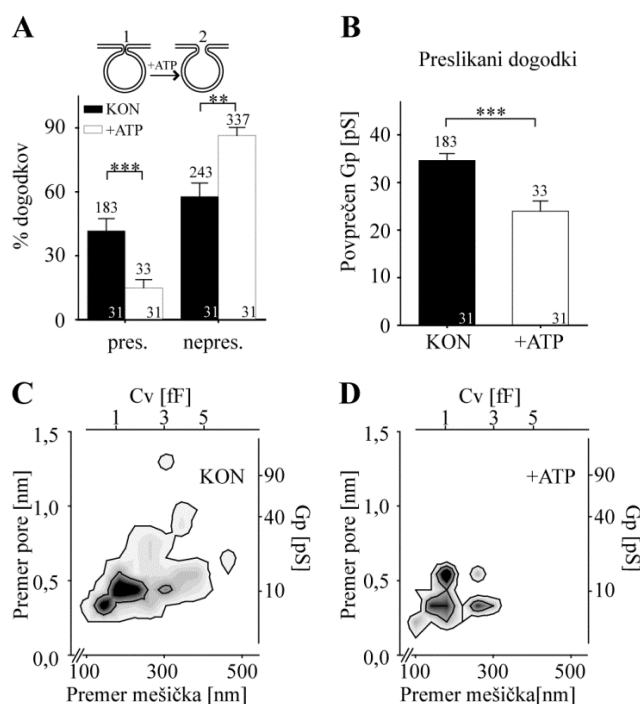 A
1
2
+ATP
KON
+ATP
**
337
90
243
***
183
60
33
30
0
31
31
31
31
% dogodkov
pres.
nepres.
B
Preslikani dogodki
***
183
33
40
30
20
10
0
31
31
Povprečen Gp [pS]
KON
+ATP
C
Cv [fF]
1
3
5
1,5
1,0
0,5
0,0
Premer pore [nm]
KON
90
40
10
Gp [pS]
100
300
500
Premer mešička [nm]
D
Cv [fF]
1
3
5
1,5
1,0
0,5
0,0
Premer pore [nm]
+ATP
90
40
10
Gp [pS]
100
300
500
Premer mešička[nm]